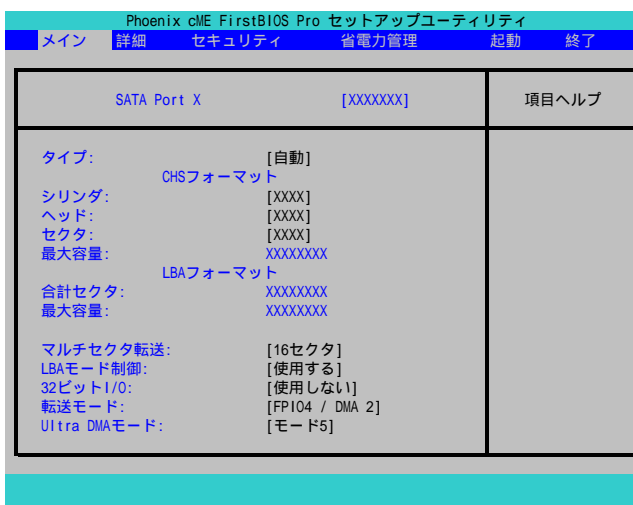 Phoenix cME FirstBIOS Pro セットアップユーティリティ
メイン 詳細 セキュリティ 省電力管理 起動 終了
SATA Port X [XXXXXXX] 項目ヘルプ
タイプ: [自動]
CHSフォーマット
シリンダ: [XXXX]
ヘッド: [XXXX]
セクタ: [XXXX]
最大容量: XXXXXXXX
LBAフォーマット
合計セクタ: XXXXXXXX
最大容量: XXXXXXXX
マルチセクタ転送: [16セクタ]
LBAモード制御: [使用する]
32ビットI/O: [使用しない]
転送モード: [FPIO4 / DMA 2]
Ultra DMAモード: [モード5]